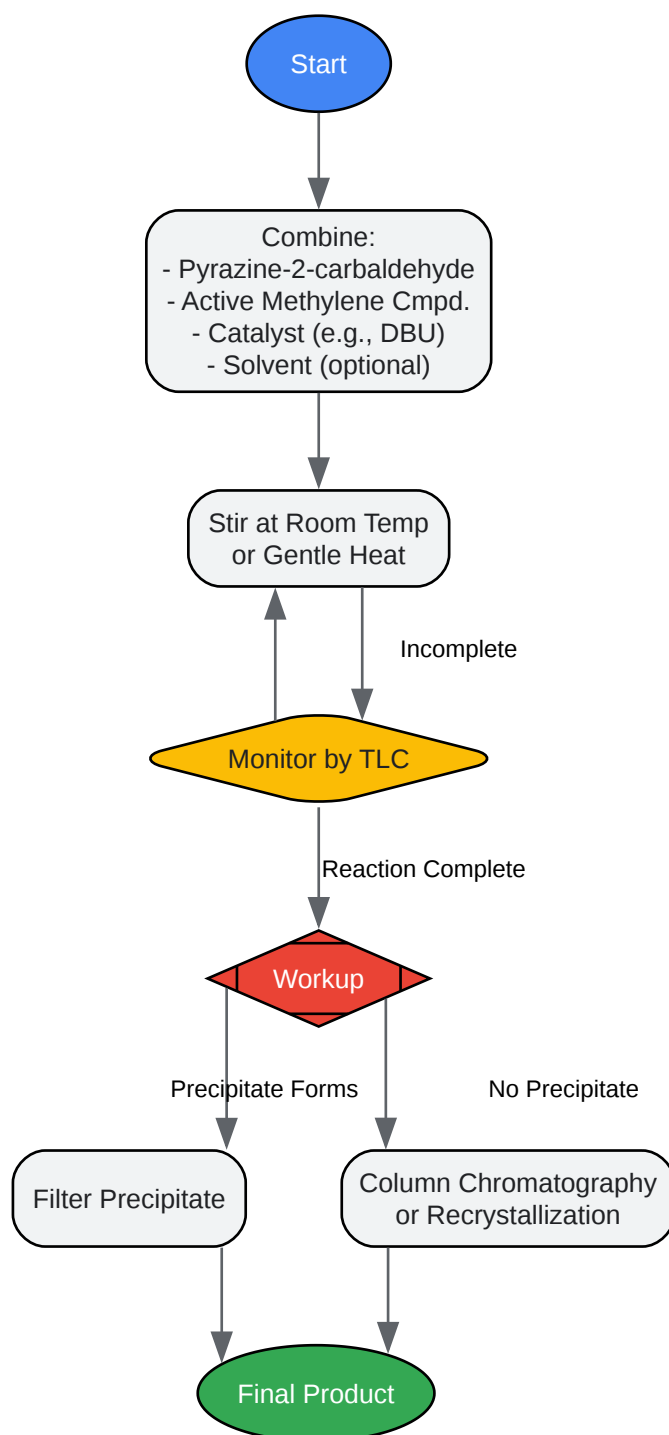 Start
Combine:
- Pyrazine-2-carbaldehyde
- Active Methylene Cmpd.
- Catalyst (e.g., DBU)
- Solvent (optional)
Stir at Room Temp
or Gentle Heat
Incomplete
Monitor by TLC
Reaction Complete
Workup
Precipitate Forms
No Precipitate
Filter Precipitate
Column Chromatography
or Recrystallization
Final Product